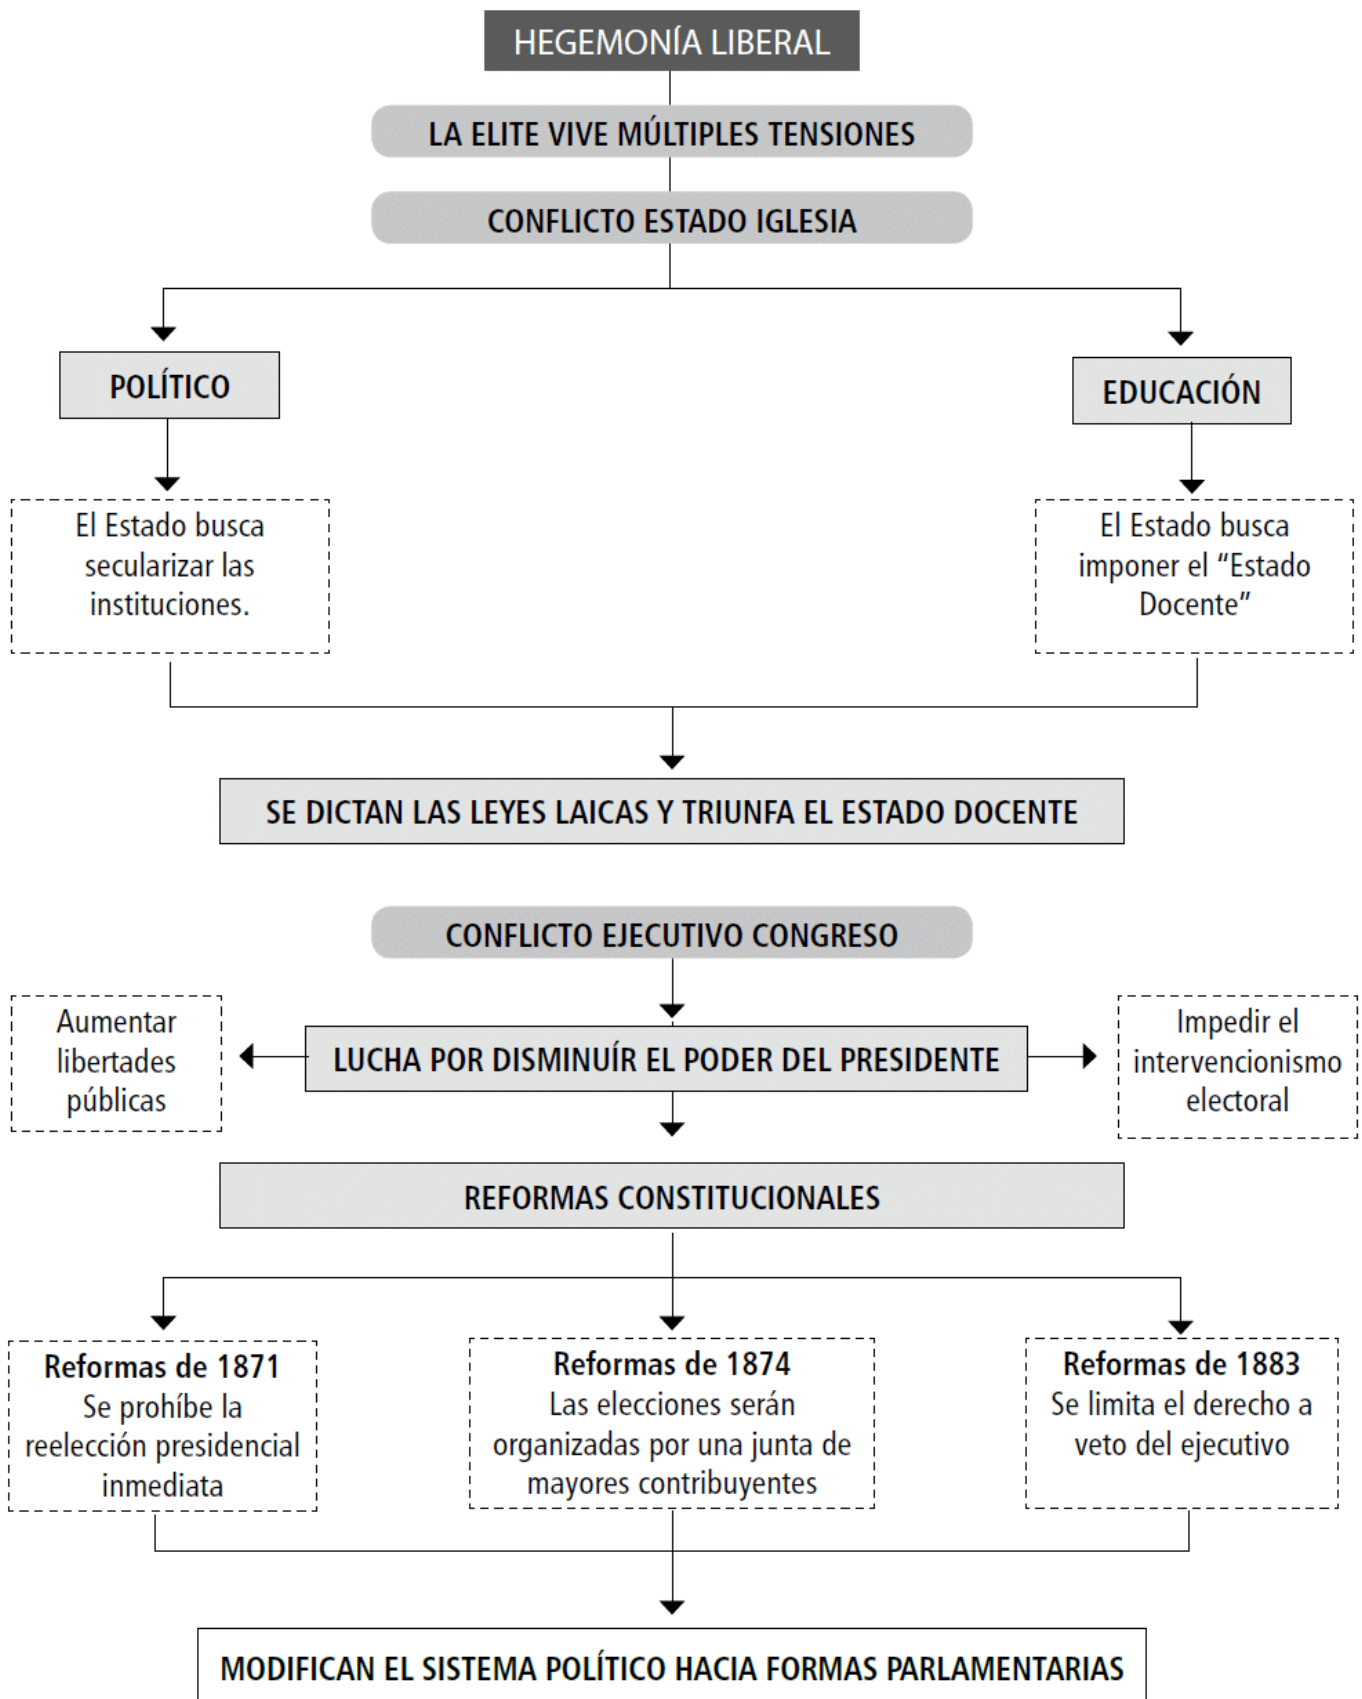 HEGEMONÍA LIBERAL
LA ELITE VIVE MÚLTIPLES TENSIONES
CONFLICTO ESTADO IGLESIA
POLÍTICO
EDUCACIÓN
El Estado busca
secularizar las
instituciones.
El Estado busca
imponer el “Estado
Docente”
SE DICTAN LAS LEYES LAICAS Y TRIUNFA EL ESTADO DOCENTE
CONFLICTO EJECUTIVO CONGRESO
Aumentar
libertades
públicas
LUCHA POR DISMINUÍR EL PODER DEL PRESIDENTE
Impedir el
intervencionismo
electoral
REFORMAS CONSTITUCIONALES
Reformas de 1871
Se prohíbe la
reelección presidencial
inmediata
Reformas de 1874
Las elecciones serán
organizadas por una junta de
mayores contribuyentes
Reformas de 1883
Se limita el derecho a
veto del ejecutivo
MODIFICAN EL SISTEMA POLÍTICO HACIA FORMAS PARLAMENTARIAS